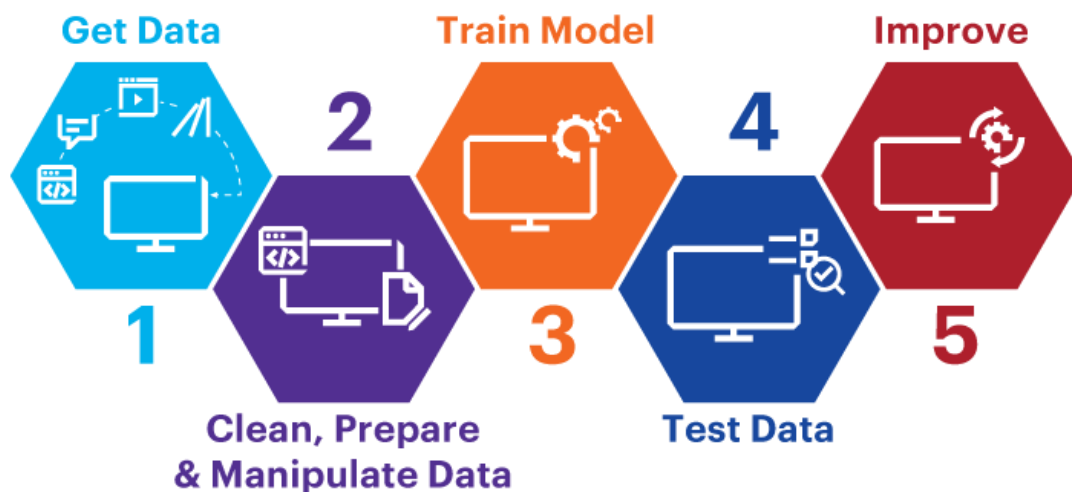 Get Data
1
2
Clean, Prepare
& Manipulate Data
Train Model
3
4
Test Data
Improve
5